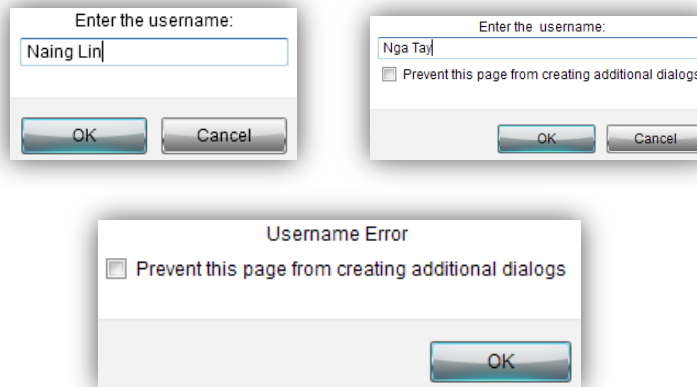 Enter the username:
Naing Lin
OK Cancel
Enter the username:
Nga Tay
Prevent this page from creating additional dialogs
OK Cancel
Username Error
Prevent this page from creating additional dialogs
OK